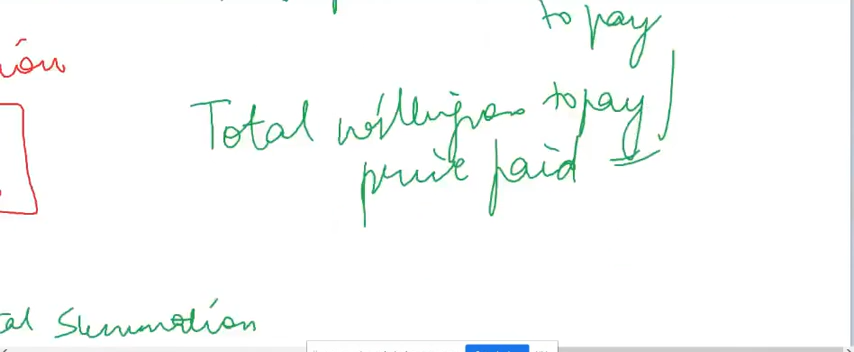 to pay
ión
Total willingness to pay
price paid
tal Summation